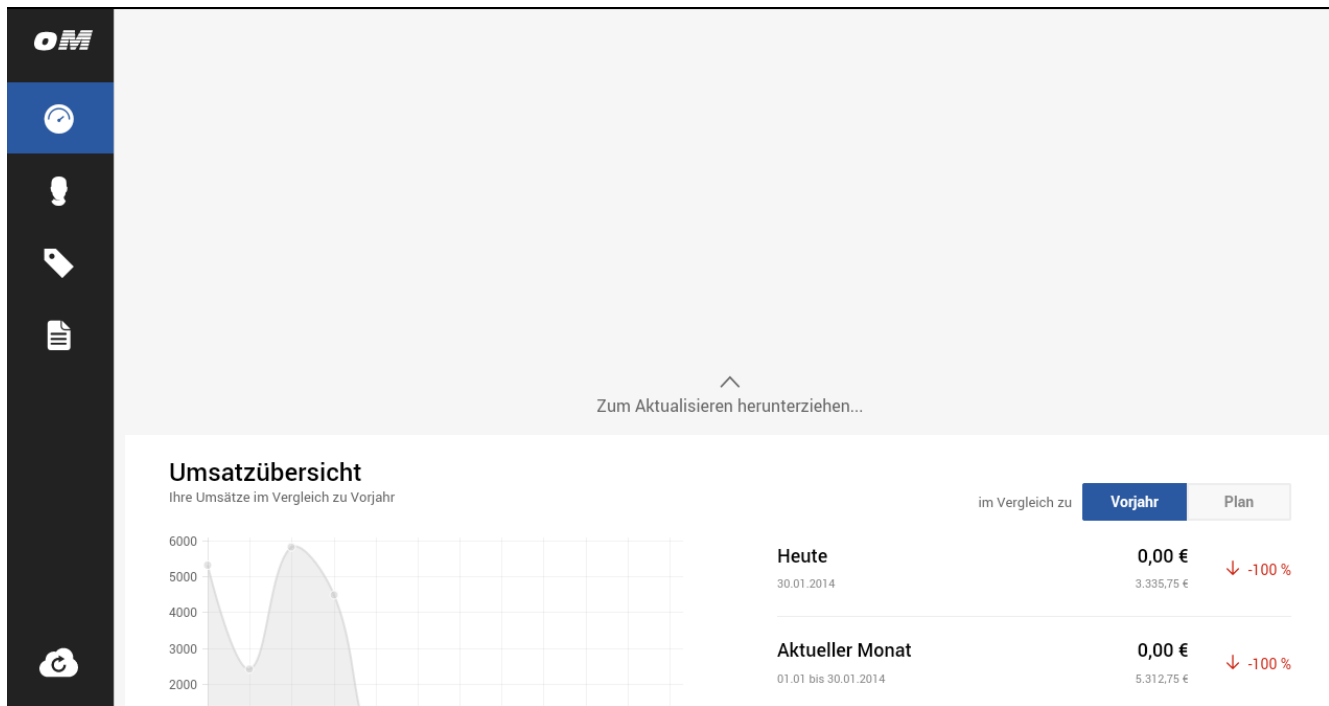 OM
Zum Aktualisieren herunterziehen...
Umsatzübersicht
Ihre Umsätze im Vergleich zu Vorjahr
im Vergleich zu Vorjahr Plan
6000
5000
4000
3000
2000
Heute 0,00 € -100 %
30.01.2014 3.335,75 €
Aktueller Monat 0,00 € -100 %
01.01 bis 30.01.2014 5.312,75 €